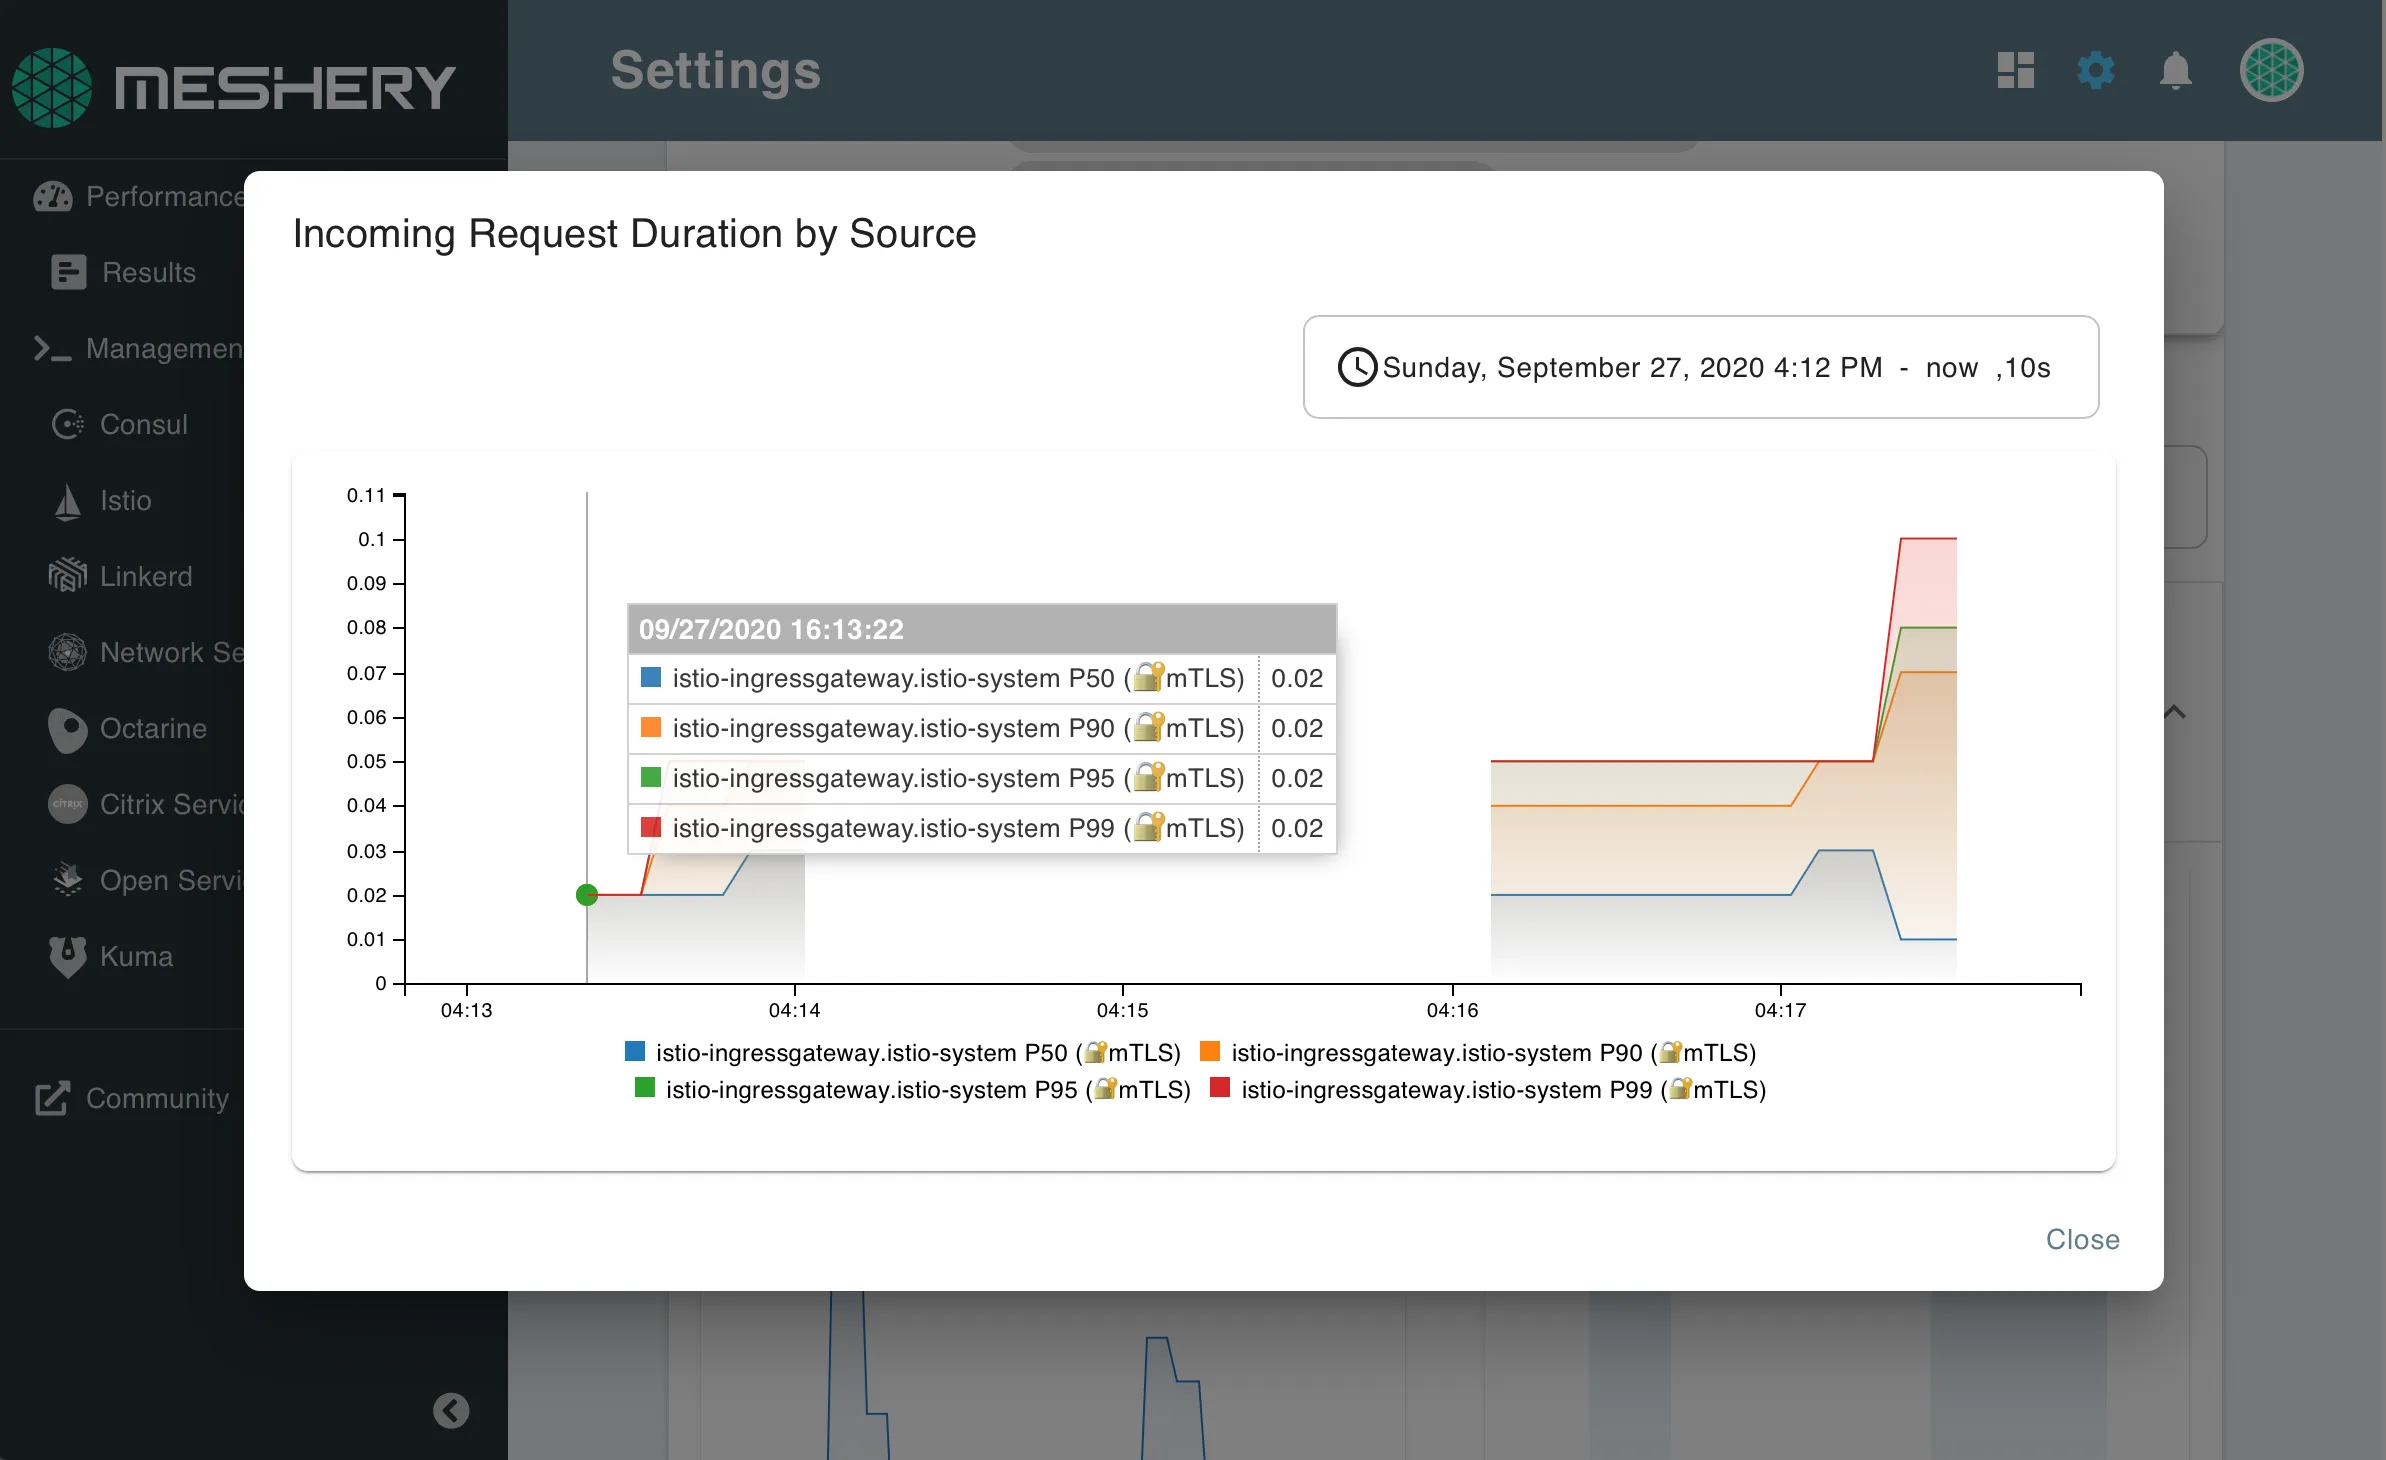 MESHERY
Settings
Performance
Results
Managemen
Consul
Istio
Linkerd
Network Se
Octarine
citrix
Citrix Servic
Open Servi
Kuma
Community
Incoming Request Duration by Source
Sunday, September 27, 2020 4:12 PM - now ,10s
0.11
0.1
0.09
0.08
0.07
0.06
0.05
0.04
0.03
0.02
0.01
0
09/27/2020 16:13:22
istio-ingressgateway.istio-system P50 (🔐mTLS) 0.02
istio-ingressgateway.istio-system P90 (🔐mTLS) 0.02
istio-ingressgateway.istio-system P95 (🔐mTLS) 0.02
istio-ingressgateway.istio-system P99 (🔐mTLS) 0.02
04:13 04:14 04:15 04:16 04:17
istio-ingressgateway.istio-system P50 (🔐mTLS) istio-ingressgateway.istio-system P90 (🔐mTLS)
istio-ingressgateway.istio-system P95 (🔐mTLS) istio-ingressgateway.istio-system P99 (🔐mTLS)
Close